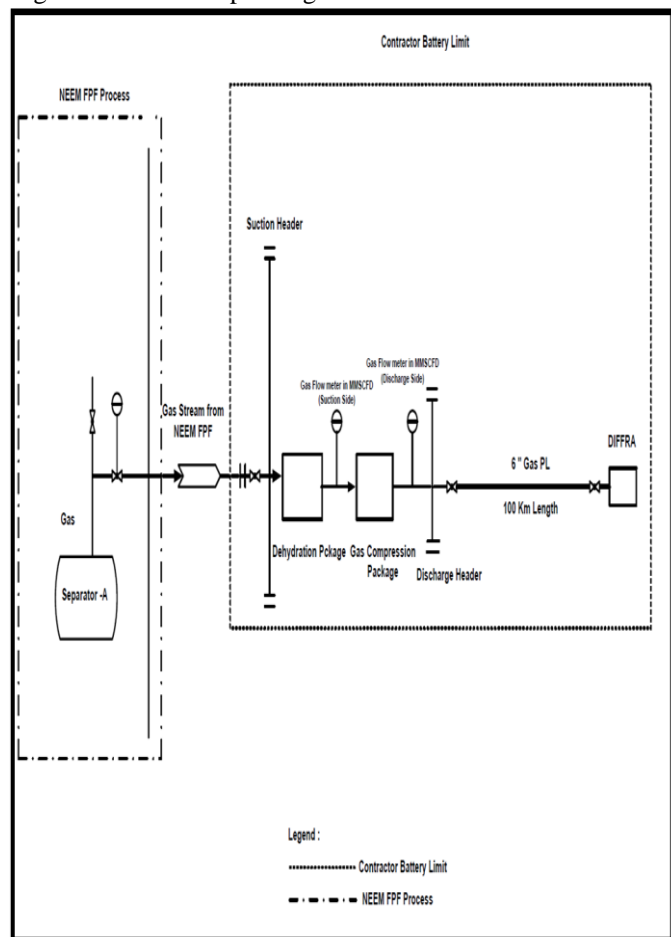 Contractor Battery Limit
NEEM FPF Process
Suction Header
Gas Flow meter in MMSCFD
(Discharge Side)
Gas Flow meter in MMSCFD
(Suction Side)
Gas Stream from
NEEM FPF
DIFFRA
6 " Gas PL
100 Km Length
Gas
Dehydration Pckage
Gas Compression
Package
Discharge Header
Separator -A
Legend :
Contractor Battery Limit
NEEM FPF Process